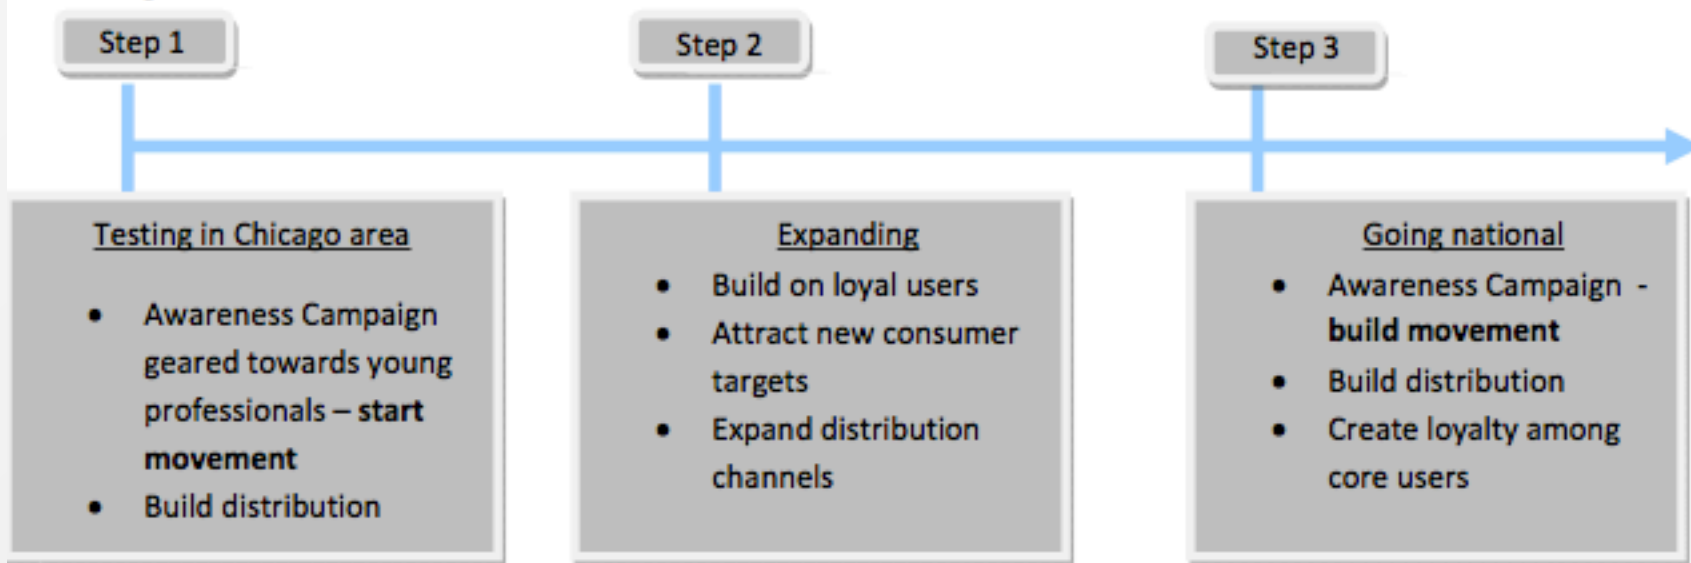 Step 1
Step 2
Step 3
Testing in Chicago area
• Awareness Campaign
geared towards young
professionals – start
movement
• Build distribution
Expanding
• Build on loyal users
• Attract new consumer
targets
• Expand distribution
channels
Going national
• Awareness Campaign -
build movement
• Build distribution
• Create loyalty among
core users